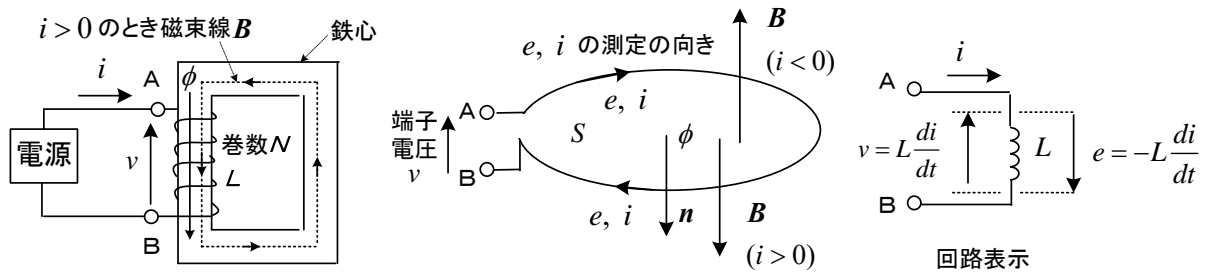 i > 0 のとき磁束線 B
鉄心
i
A
ϕ
電源
v
巻数N
L
B
e, i の測定の向き
B
(i < 0)
e, i
A
端子
電圧
v
S
ϕ
B
e, i
n
B
(i > 0)
i
A
v = L di/dt
L
e = −L di/dt
B
回路表示